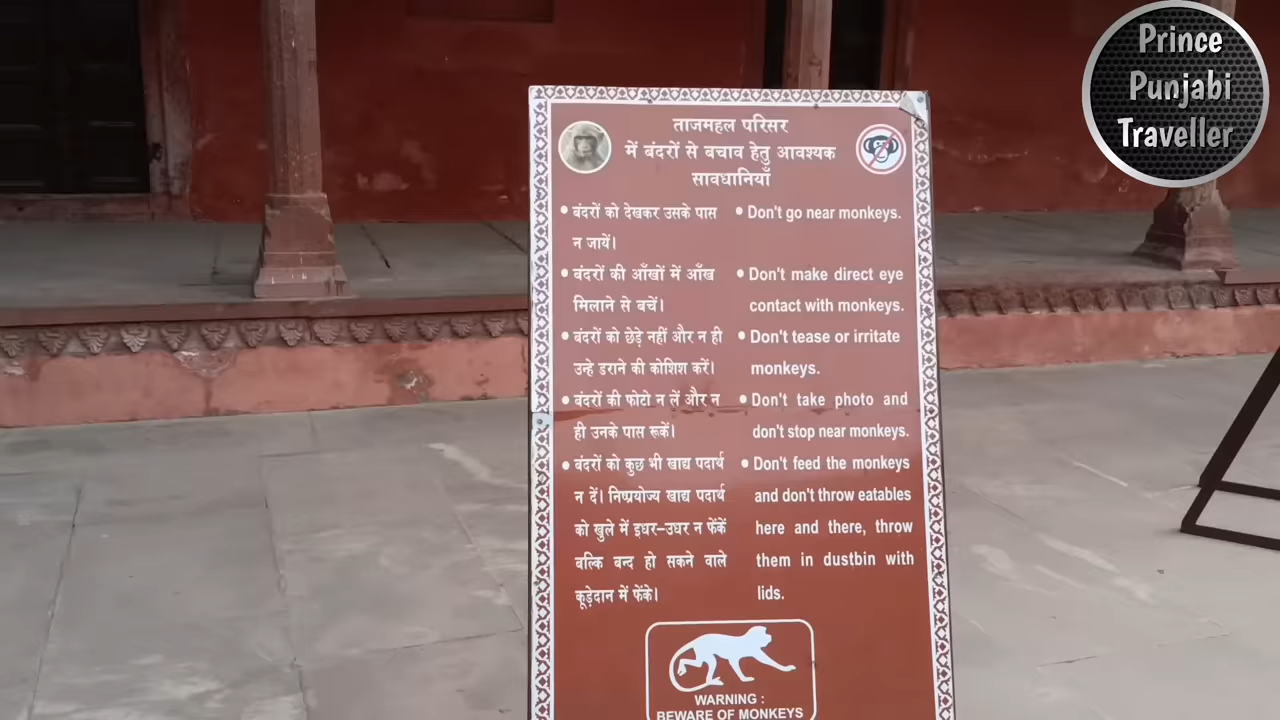 Prince
Punjabi
Traveller
ताजमहल परिसर
में बंदरों से बचाव हेतु आवश्यक
सावधानियाँ
• बंदरों को देखकर उसके पास
न जायें।
• बंदरों की आँखों में आँख
मिलाने से बचें।
• बंदरों को छेड़े नहीं और न ही
उन्हे डराने की कोशिश करें।
• बंदरों की फोटो न लें और न
ही उनके पास रूकें।
• बंदरों को कुछ भी खाद्य पदार्थ
न दें। निष्प्रयोज्य खाद्य पदार्थ
को खुले में इधर-उधर न फेंकें
बल्कि बन्द हो सकने वाले
कूड़ेदान में फेंके।
• Don't go near monkeys.
• Don't make direct eye
contact with monkeys.
• Don't tease or irritate
monkeys.
• Don't take photo and
don't stop near monkeys.
• Don't feed the monkeys
and don't throw eatables
here and there, throw
them in dustbin with
lids.
WARNING :
BEWARE OF MONKEYS